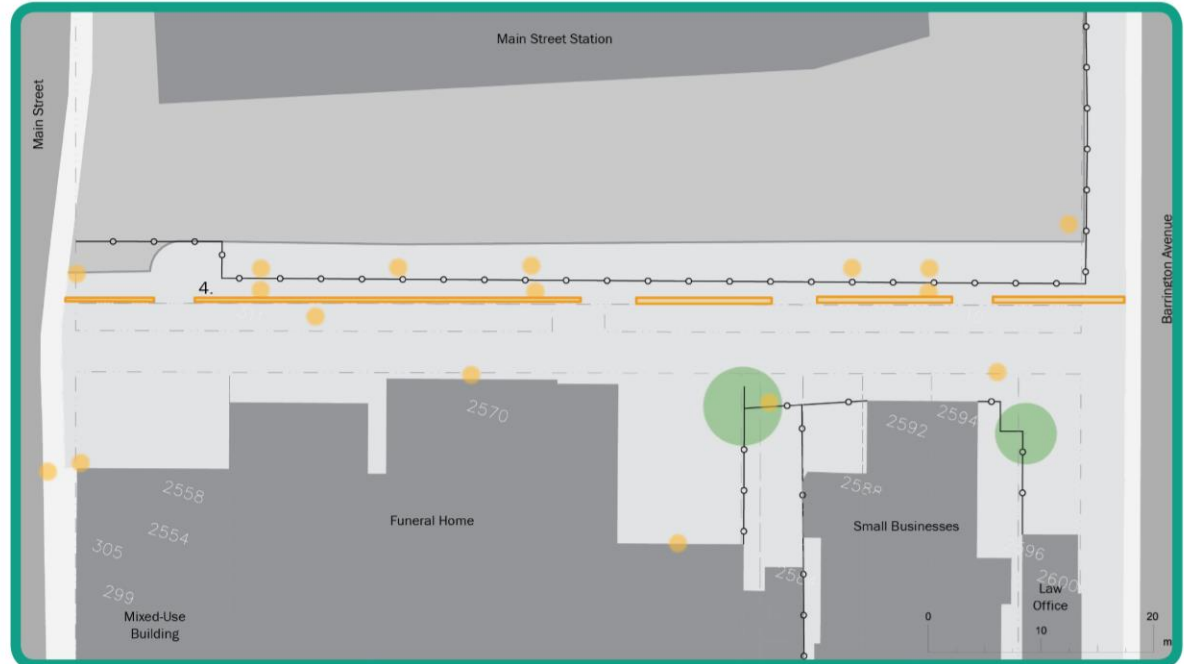 Main Street Station
Main Street
Barrington Avenue
4.
2570
2594
2592
2588
2558
2554
305
299
Funeral Home
Small Businesses
2600
Law
Office
Mixed-Use
Building
0
10
20
m